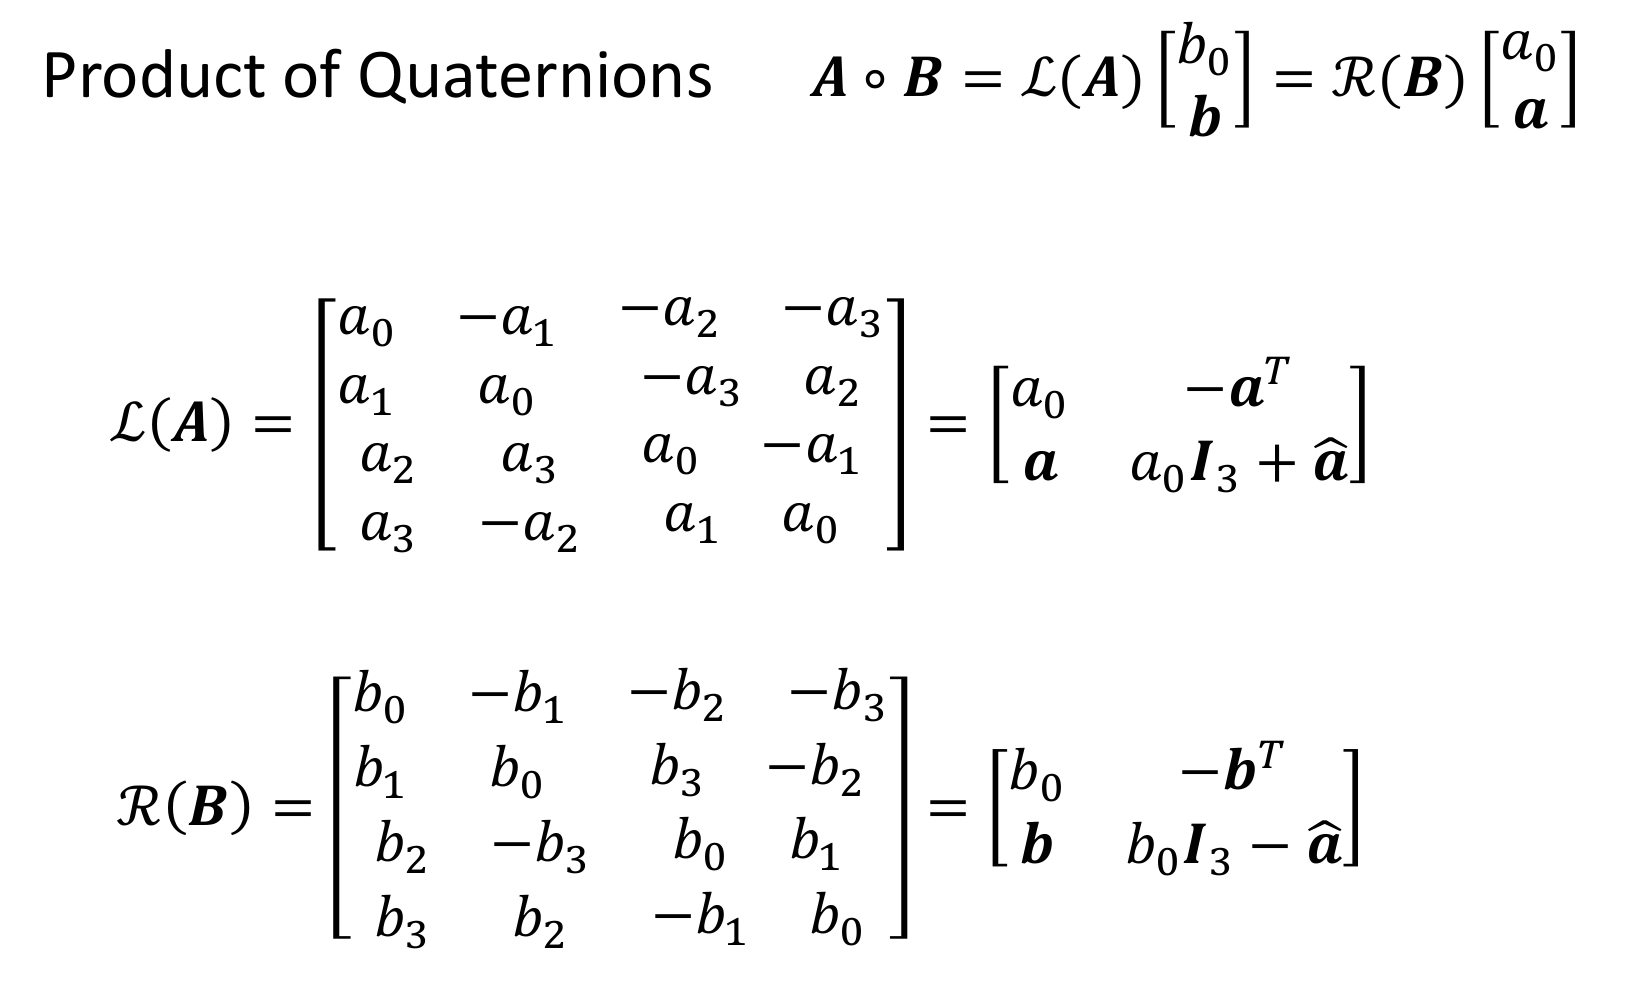 Product of Quaternions 𝑨 ∘ 𝑩 = ℒ(𝑨) [b₀ 𝒃] = ℛ(𝑩) [a₀ 𝒂]
ℒ(𝑨) = [a₀ −a₁ −a₂ −a₃
a₁ a₀ −a₃ a₂
a₂ a₃ a₀ −a₁
a₃ −a₂ a₁ a₀] = [a₀ −𝒂ᵀ
𝒂 a₀𝑰₃ + 𝒂̂]
ℛ(𝑩) = [b₀ −b₁ −b₂ −b₃
b₁ b₀ b₃ −b₂
b₂ −b₃ b₀ b₁
b₃ b₂ −b₁ b₀] = [b₀ −𝒃ᵀ
𝒃 b₀𝑰₃ − 𝒂̂]